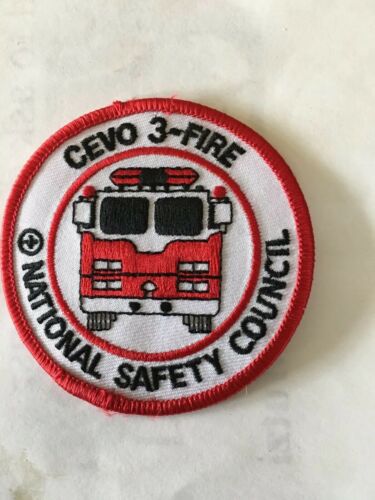 CEVO 3-FIRE
NATIONAL SAFETY COUNCIL